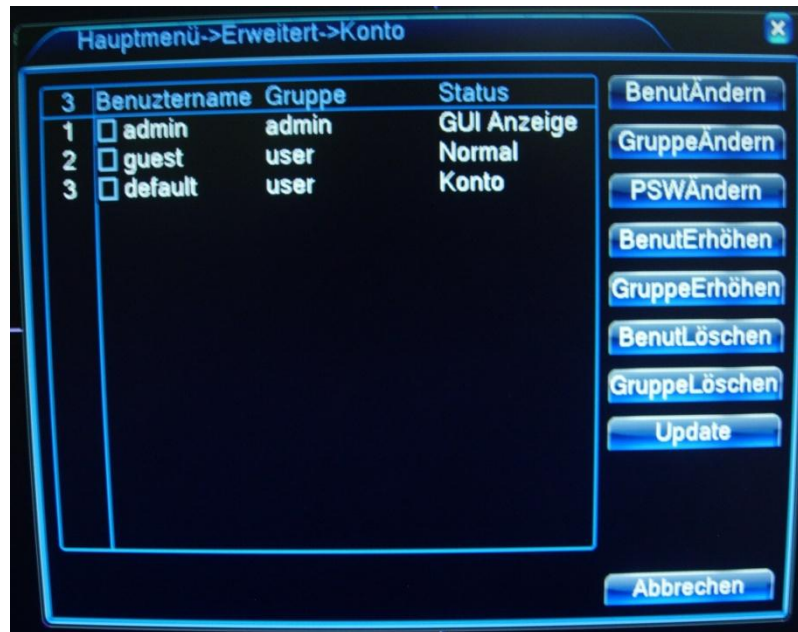 Hauptmenü->Erweitert->Konto
3 Benuztername Gruppe Status
1 admin admin GUI Anzeige
2 guest user Normal
3 default user Konto
BenutÄndern
GruppeÄndern
PSWÄndern
BenutErhöhen
GruppeErhöhen
BenutLöschen
GruppeLöschen
Update
Abbrechen